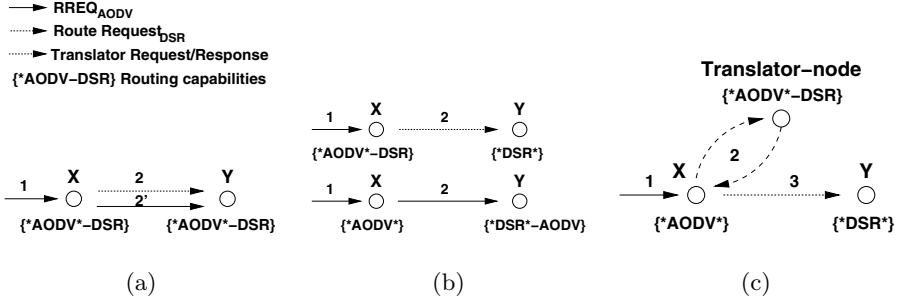 RREQ_AODV
Route Request_DSR
Translator Request/Response
{*AODV−DSR} Routing capabilities
X
Y
1
2
2'
{*AODV*−DSR}
{*AODV*−DSR}
(a)
X
Y
1
2
{*AODV*−DSR}
{*DSR*}
X
Y
1
2
{*AODV*}
{*DSR*−AODV}
(b)
Translator−node
{*AODV*−DSR}
2
X
Y
1
3
{*AODV*}
{*DSR*}
(c)